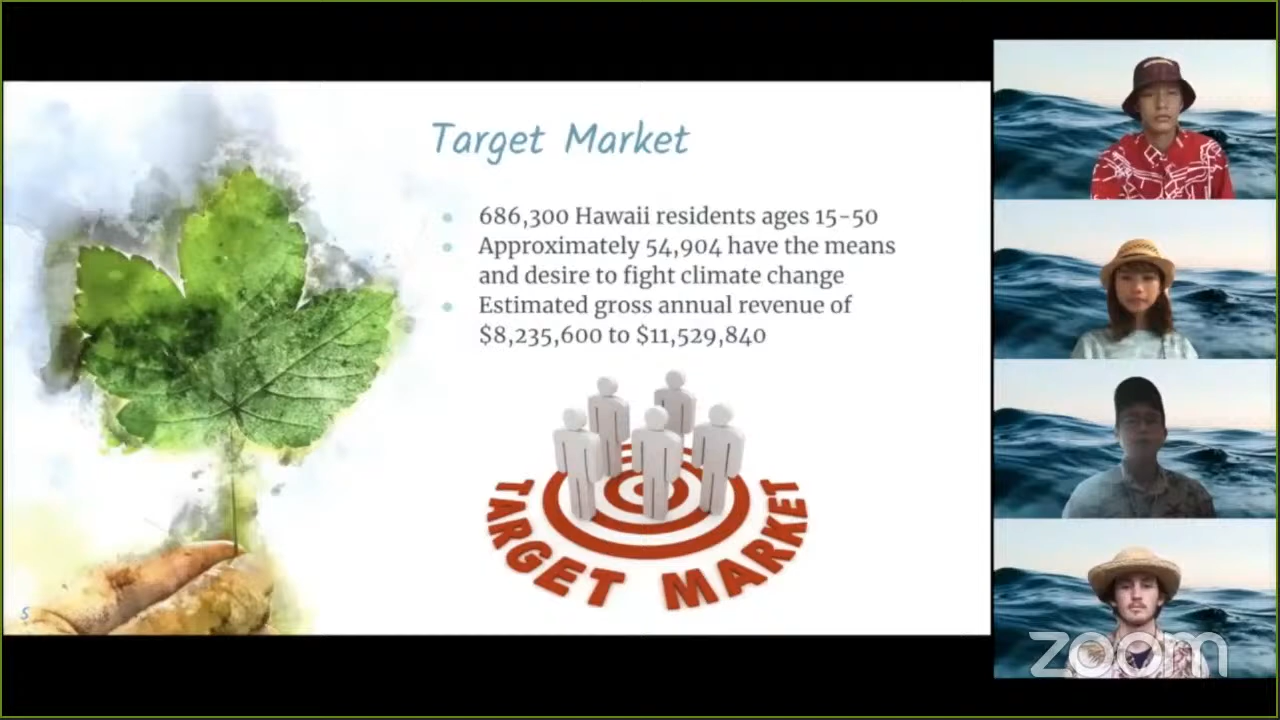 Target Market
686,300 Hawaii residents ages 15-50
Approximately 54,904 have the means
and desire to fight climate change
Estimated gross annual revenue of
$8,235,600 to $11,529,840
TARGET MARKET
5
zoom